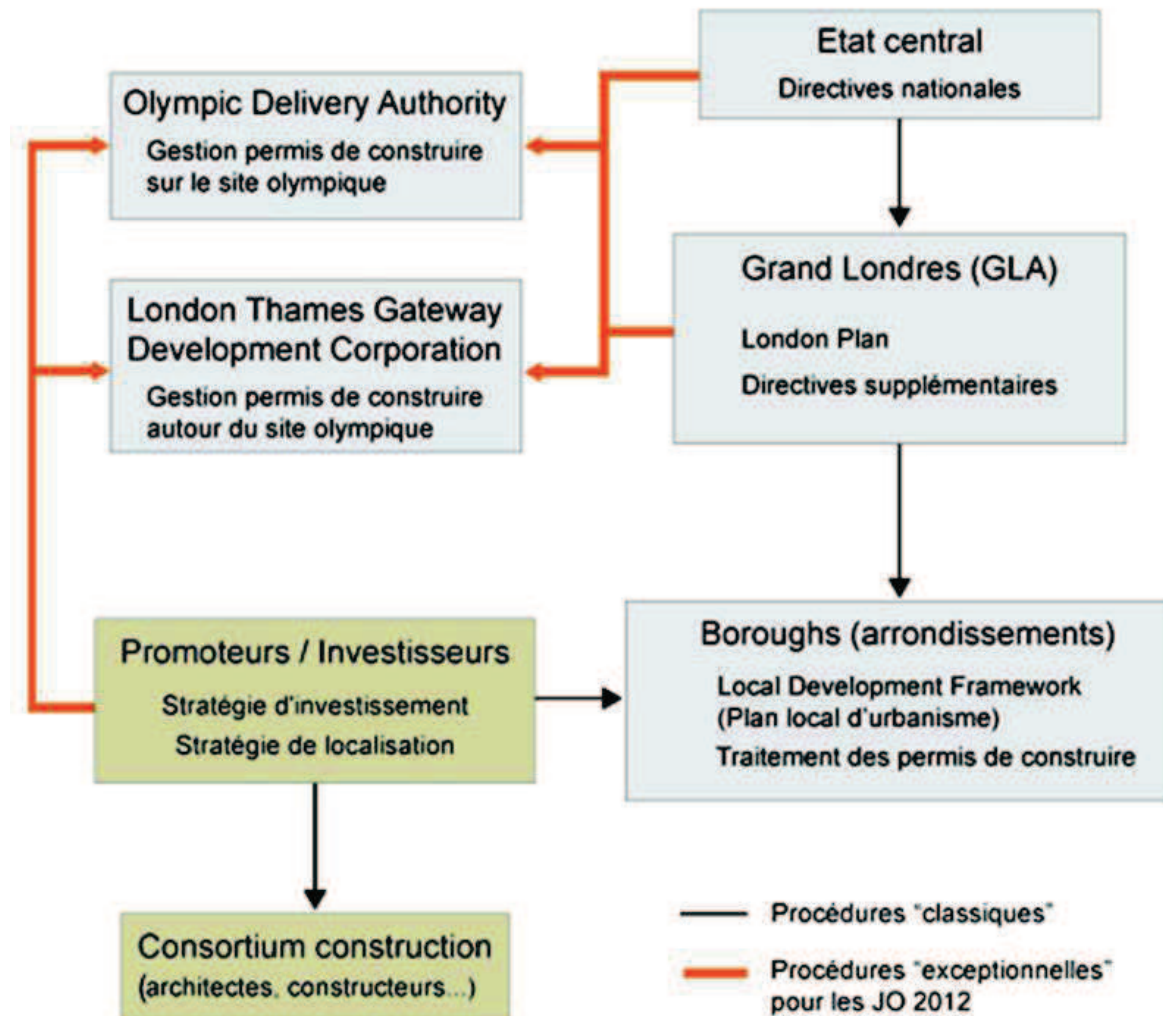 Etat central
Directives nationales
Olympic Delivery Authority
Gestion permis de construire
sur le site olympique
Grand Londres (GLA)
London Plan
Directives supplémentaires
London Thames Gateway
Development Corporation
Gestion permis de construire
autour du site olympique
Promoteurs / Investisseurs
Stratégie d'investissement
Stratégie de localisation
Boroughs (arrondissements)
Local Development Framework
(Plan local d'urbanisme)
Traitement des permis de construire
Consortium construction
(architectes, constructeurs...)
Procédures "classiques"
Procédures "exceptionnelles"
pour les JO 2012